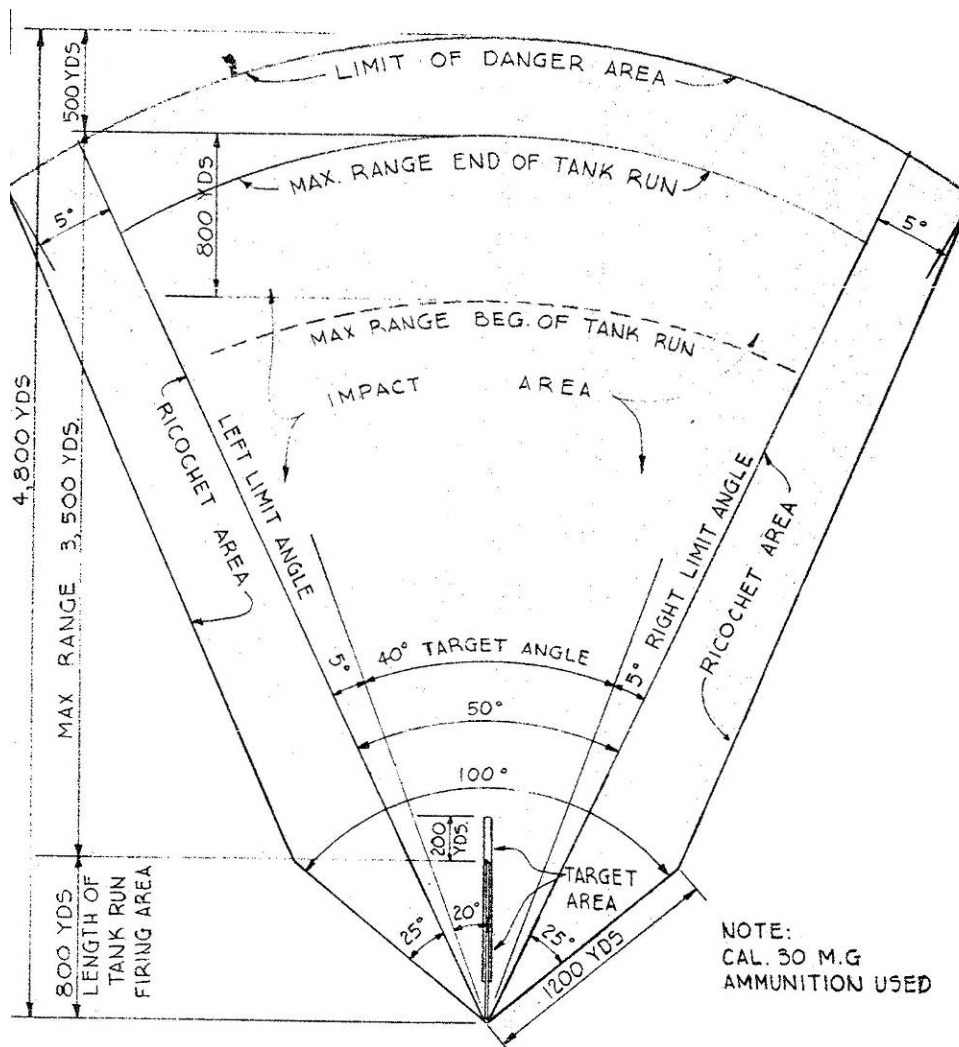 500 YDS
LIMIT OF DANGER AREA
MAX. RANGE END OF TANK RUN
800 YDS.
5°
5°
MAX RANGE BEG. OF TANK RUN
IMPACT AREA
4,800 YDS
MAX RANGE 3,500 YDS.
RICOCHET AREA
LEFT LIMIT ANGLE
RIGHT LIMIT ANGLE
RICOCHET AREA
5°
40° TARGET ANGLE
5°
50°
100°
200
YDS.
TARGET
AREA
800 YDS
LENGTH OF
TANK RUN
FIRING AREA
25°
20°
25°
1200 YDS
NOTE:
CAL. 30 M.G
AMMUNITION USED